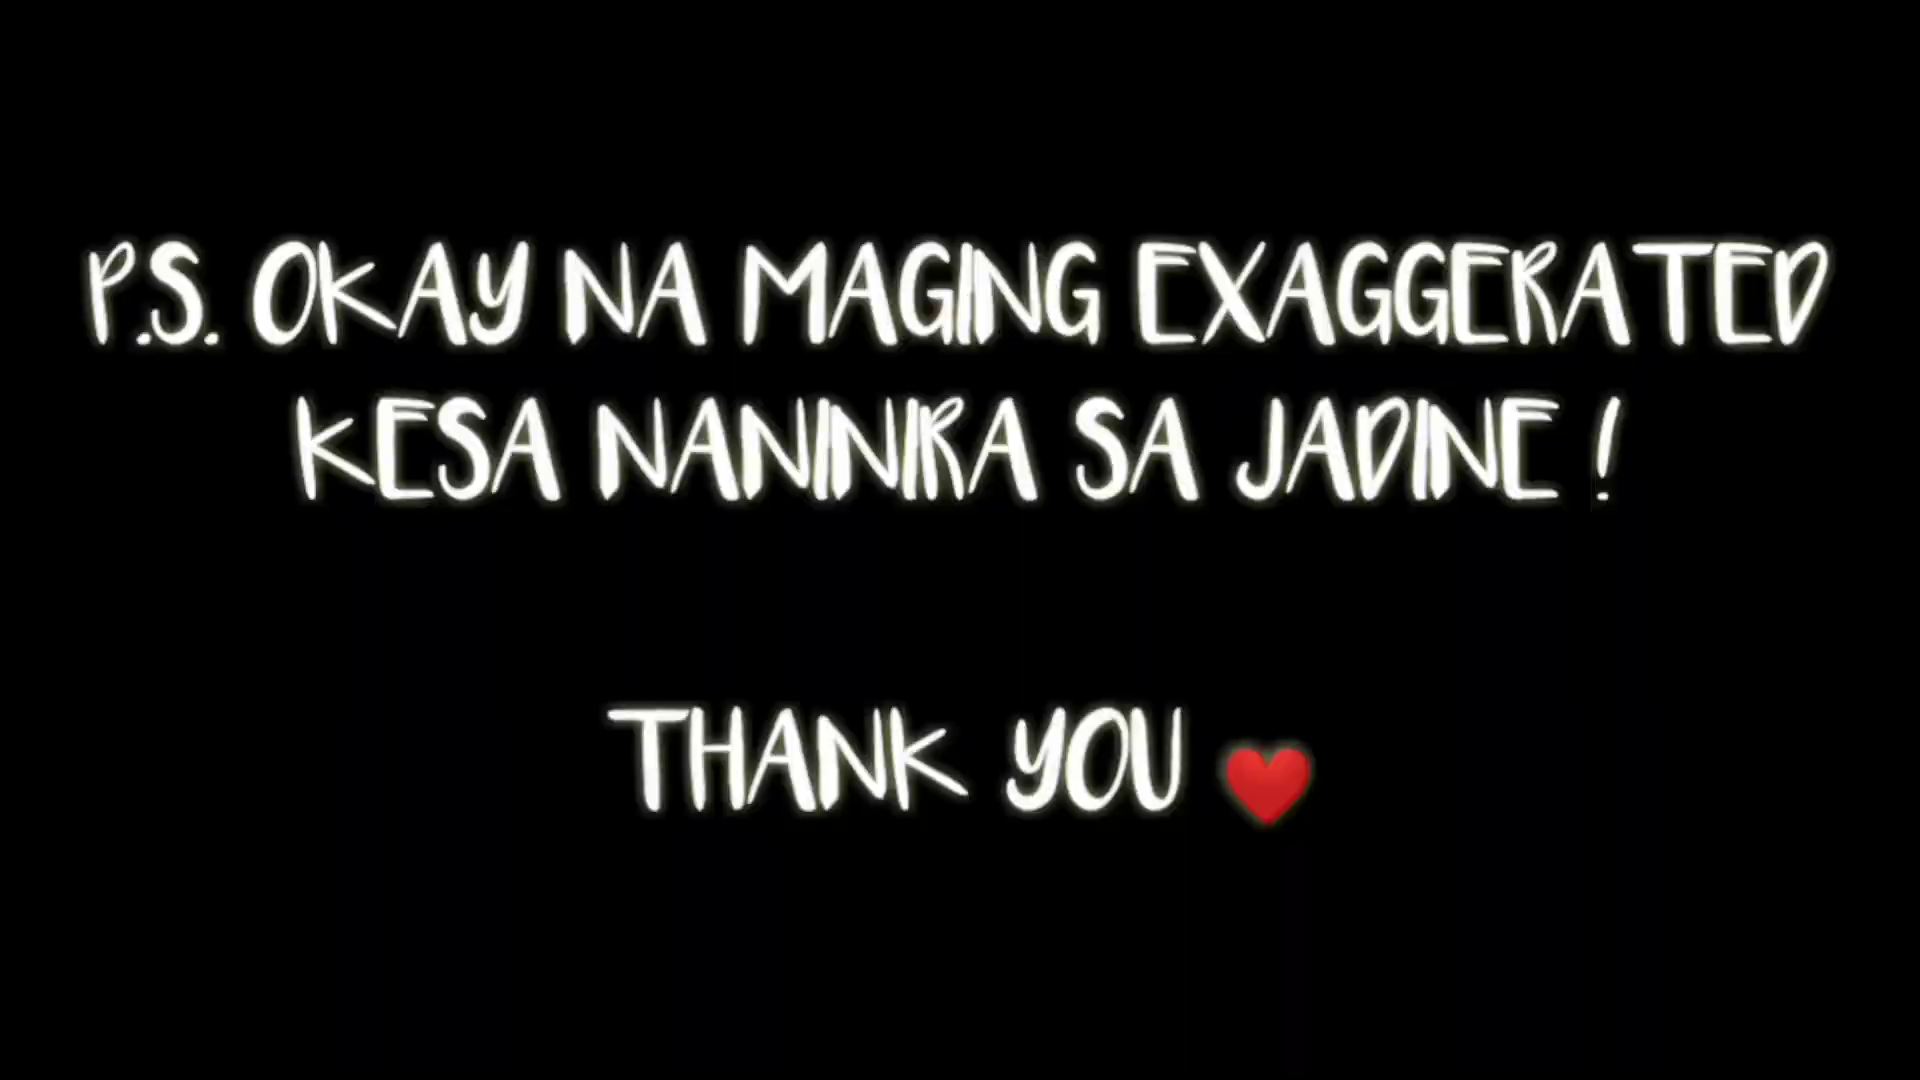 P.S. OKAY NA MAGING EXAGGERATED
KESA NANINIRA SA JADINE !
THANK YOU ❤️